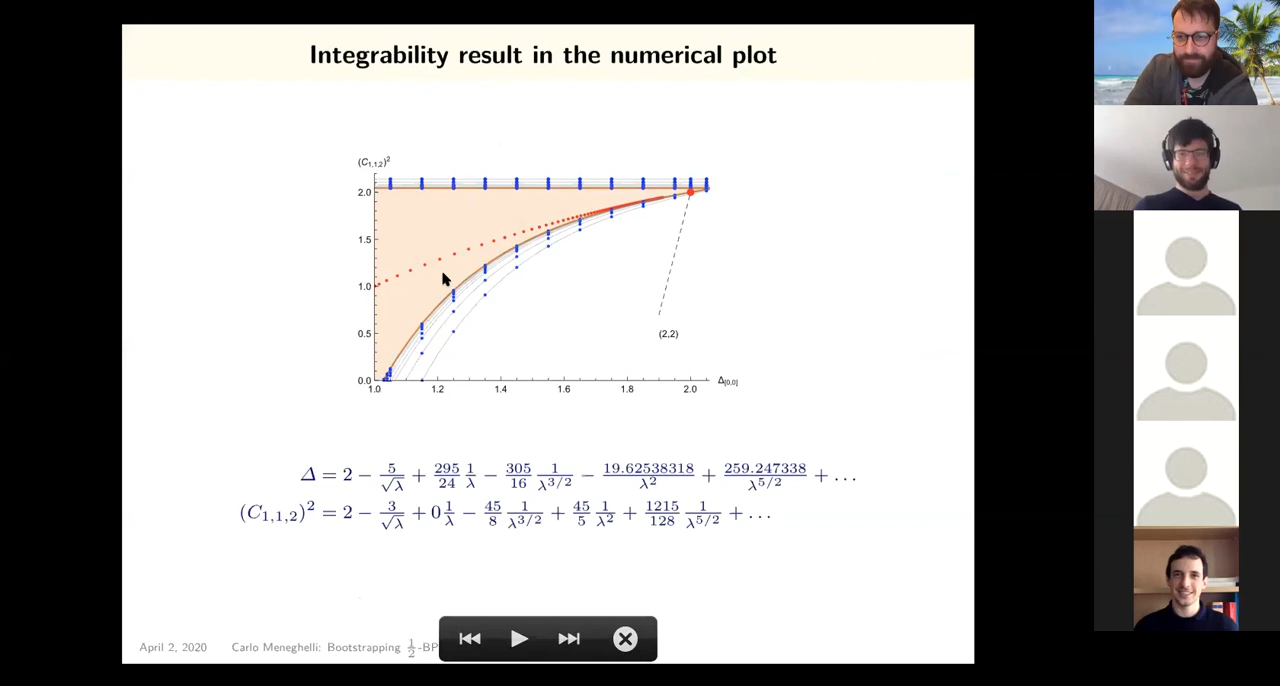 Integrability result in the numerical plot
(C₁,₁,₂)²
2.0
1.5
1.0
0.5
0.0
1.0 1.2 1.4 1.6 1.8 2.0 Δ[0,0]
(2,2)
Δ = 2 − 5/√λ + 295/24 1/λ − 305/16 1/λ^{3/2} − 19.62538318/λ² + 259.247338/λ^{5/2} + ...
(C₁,₁,₂)² = 2 − 3/√λ + 0 1/λ − 45/8 1/λ^{3/2} + 45/5 1/λ² + 1215/128 1/λ^{5/2} + ...
April 2, 2020 Carlo Meneghelli: Bootstrapping 1/2-BP